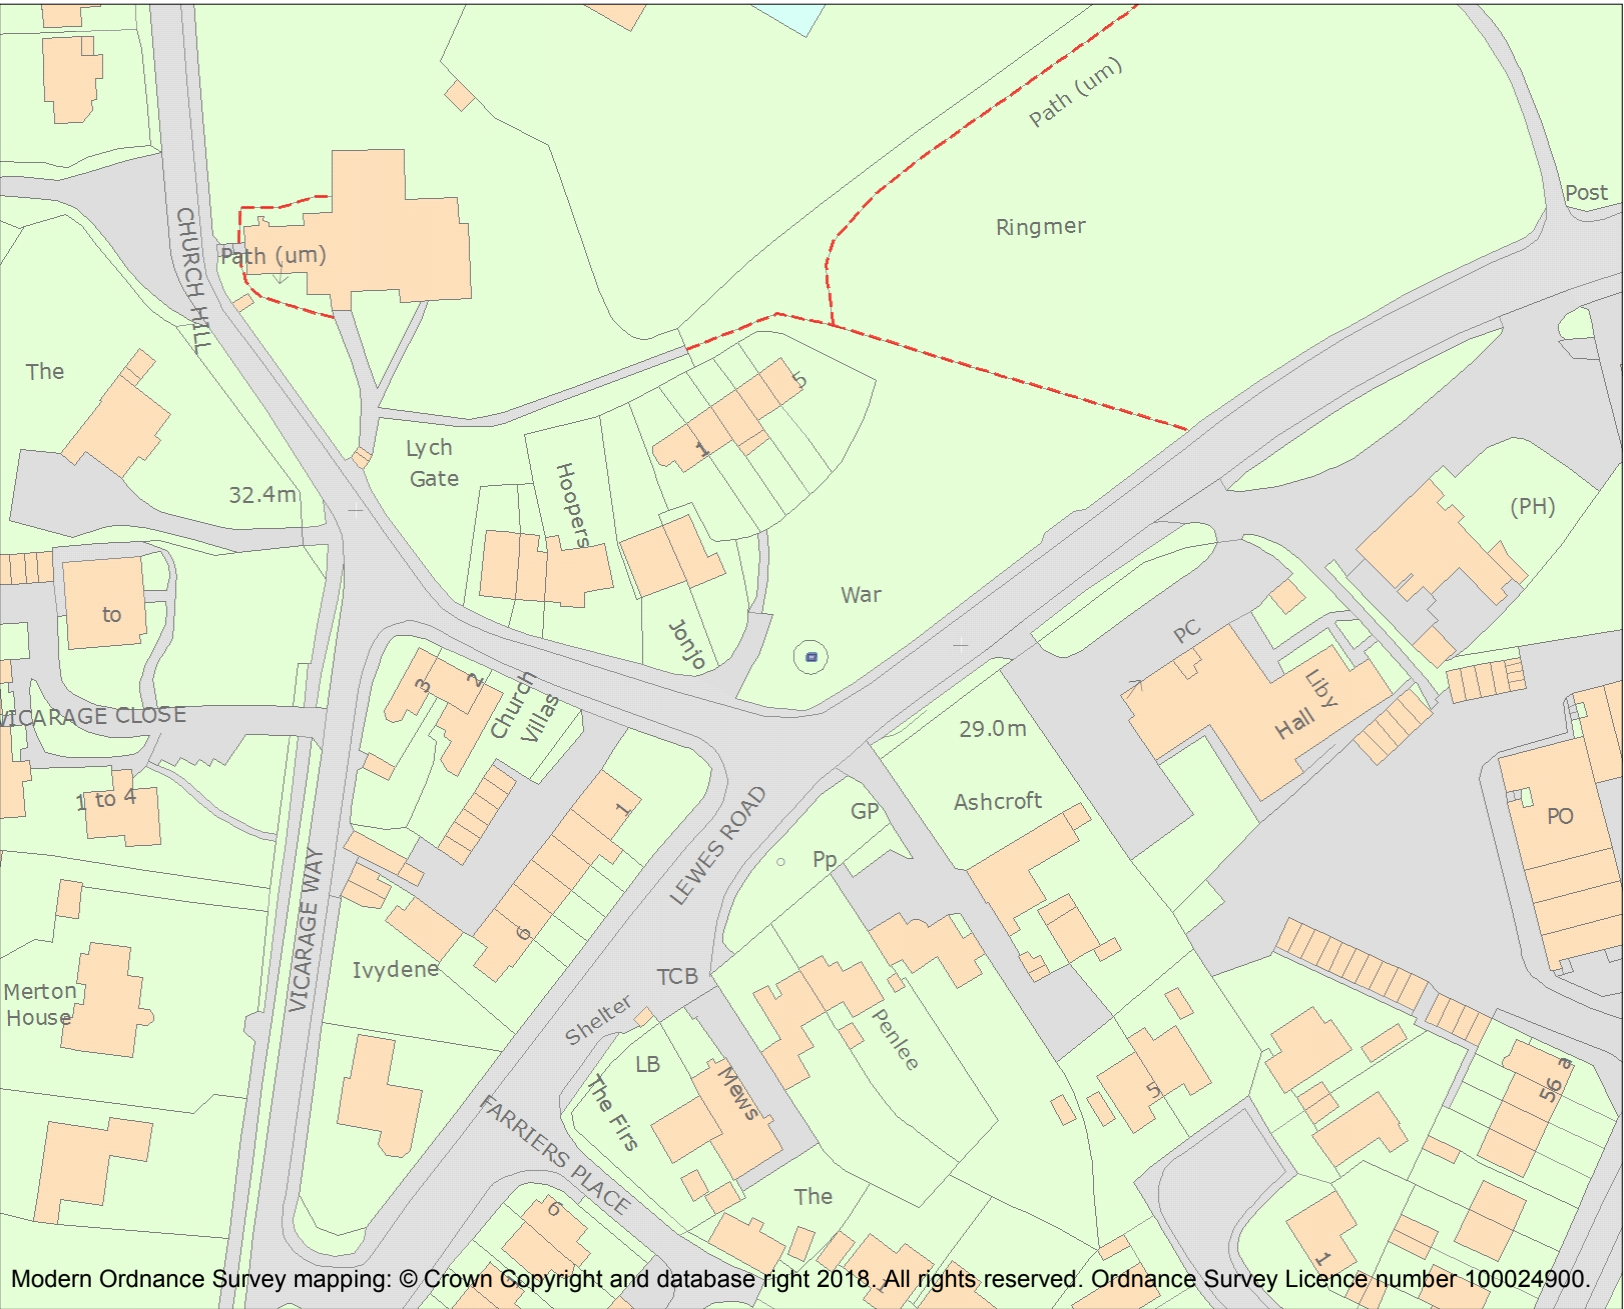 Path (um)
Post
CHURCH HILL
Ringmer
Path (um)
The
Lych
Gate
32.4m
Hoopers
5
1
(PH)
War
to
Jonjo
PC
Liby
Hall
3
2
Church
Villas
VICARAGE CLOSE
29.0m
1 to 4
1
LEWES ROAD
GP
Ashcroft
PO
Pp
VICARAGE WAY
6
Ivydene
TCB
Merton
House
Shelter
Penlee
LB
The Firs
Mews
5
56 a
FARRIERS PLACE
The
6
1
1
Modern Ordnance Survey mapping: © Crown Copyright and database right 2018. All rights reserved. Ordnance Survey Licence number 100024900.